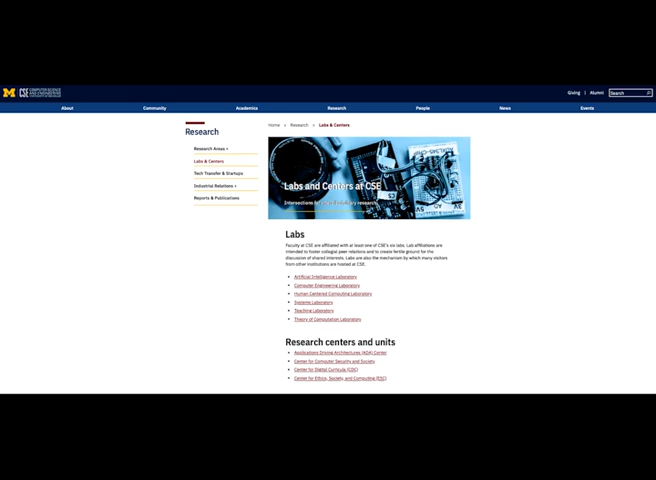 M CSE COMPUTER SCIENCE AND ENGINEERING
Giving | Alumni Search
About Community Academics Research People News Events
Home > Research > Labs & Centers
Research
Research Areas +
Labs & Centers
Tech Transfer & Startups
Industrial Relations +
Reports & Publications
Labs and Centers at CSE
Intersections for
research
Labs
Faculty at CSE are affiliated with at least one of CSE's six labs. Lab affiliations are
intended to foster collegial peer relations and to create fertile ground for the
discussion of shared interests. Labs are also the mechanism by which many visitors
from other institutions are hosted at CSE.
• Artificial Intelligence Laboratory
• Computer Engineering Laboratory
• Human Centered Computing Laboratory
• Systems Laboratory
• Teaching Laboratory
• Theory of Computation Laboratory
Research centers and units
• Applications Driving Architectures (ADA) Center
• Center for Computer Security and Society
• Center for Digital Curricula (CDC)
• Center for Ethics, Society, and Computing (ESC)